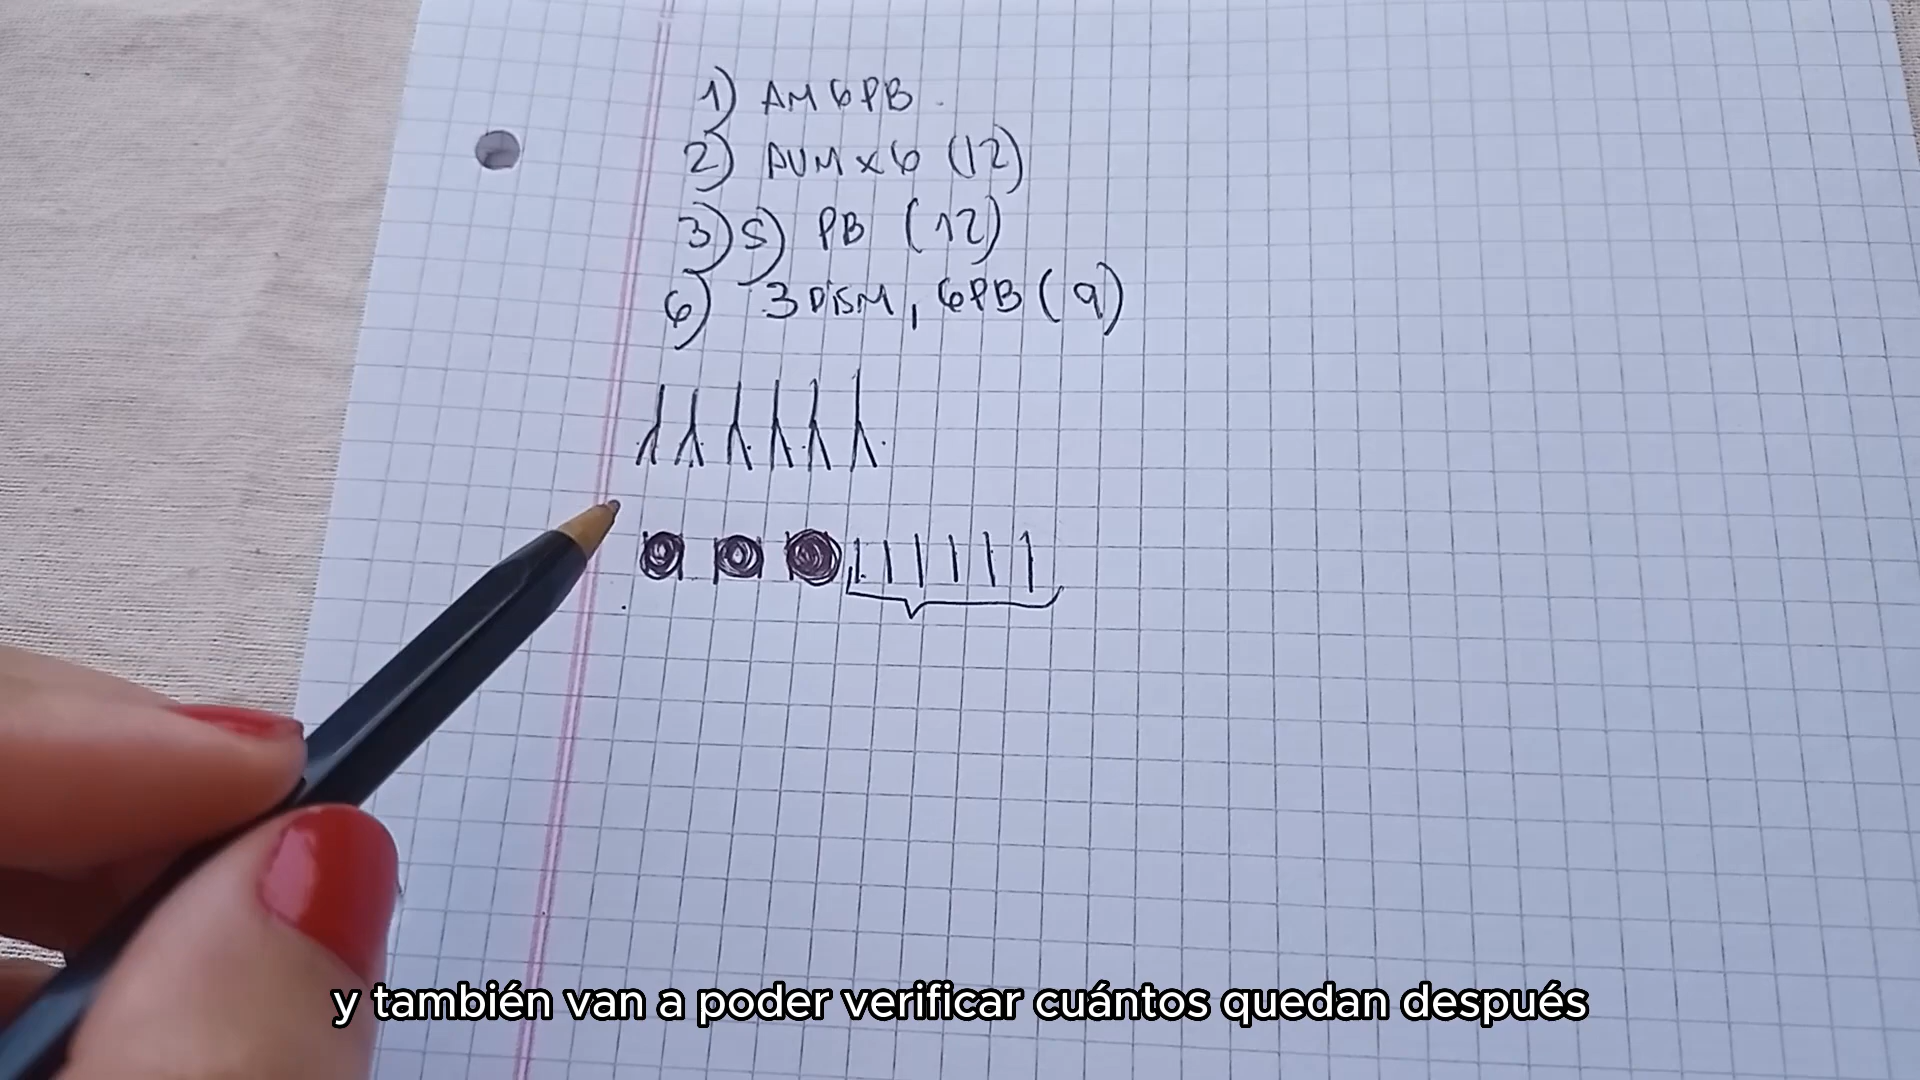 1) AM 6PB
2) AUM x 6 (12)
3) 5) PB (12)
6) 3 DISM, 6PB (9)
y también van a poder verificar cuántos quedan después